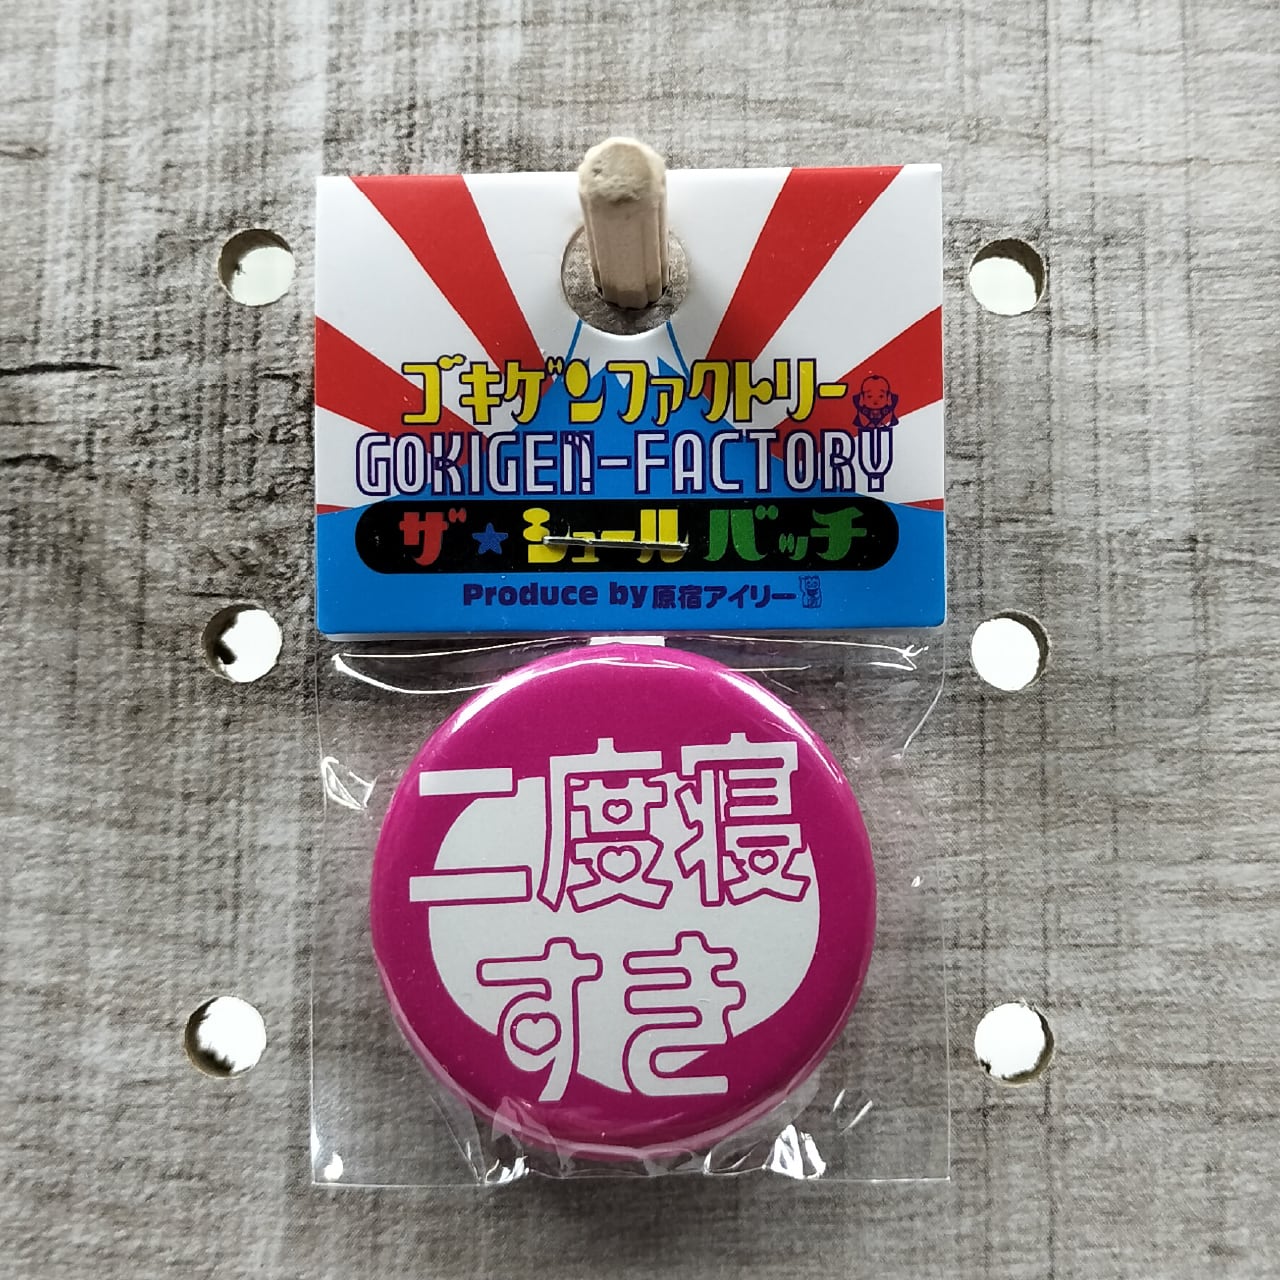 ゴキゲンファクトリー
GOKIGEN-FACTORY
ザ★シュールバッチ
Produce by 原宿アイリー
二度寝
すき